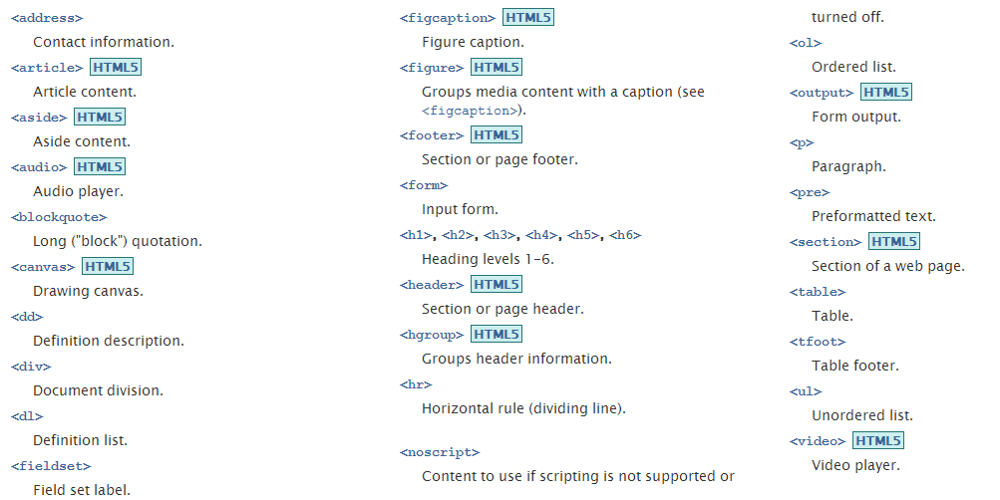 <address>
Contact information.
<article> HTML5
Article content.
<aside> HTML5
Aside content.
<audio> HTML5
Audio player.
<blockquote>
Long ("block") quotation.
<canvas> HTML5
Drawing canvas.
<dd>
Definition description.
<div>
Document division.
<dl>
Definition list.
<fieldset>
Field set label.
<figcaption> HTML5
Figure caption.
<figure> HTML5
Groups media content with a caption (see
<figcaption>).
<footer> HTML5
Section or page footer.
<form>
Input form.
<h1>, <h2>, <h3>, <h4>, <h5>, <h6>
Heading levels 1-6.
<header> HTML5
Section or page header.
<hgroup> HTML5
Groups header information.
<hr>
Horizontal rule (dividing line).
<noscript>
Content to use if scripting is not supported or
turned off.
<ol>
Ordered list.
<output> HTML5
Form output.
<p>
Paragraph.
<pre>
Preformatted text.
<section> HTML5
Section of a web page.
<table>
Table.
<tfoot>
Table footer.
<ul>
Unordered list.
<video> HTML5
Video player.